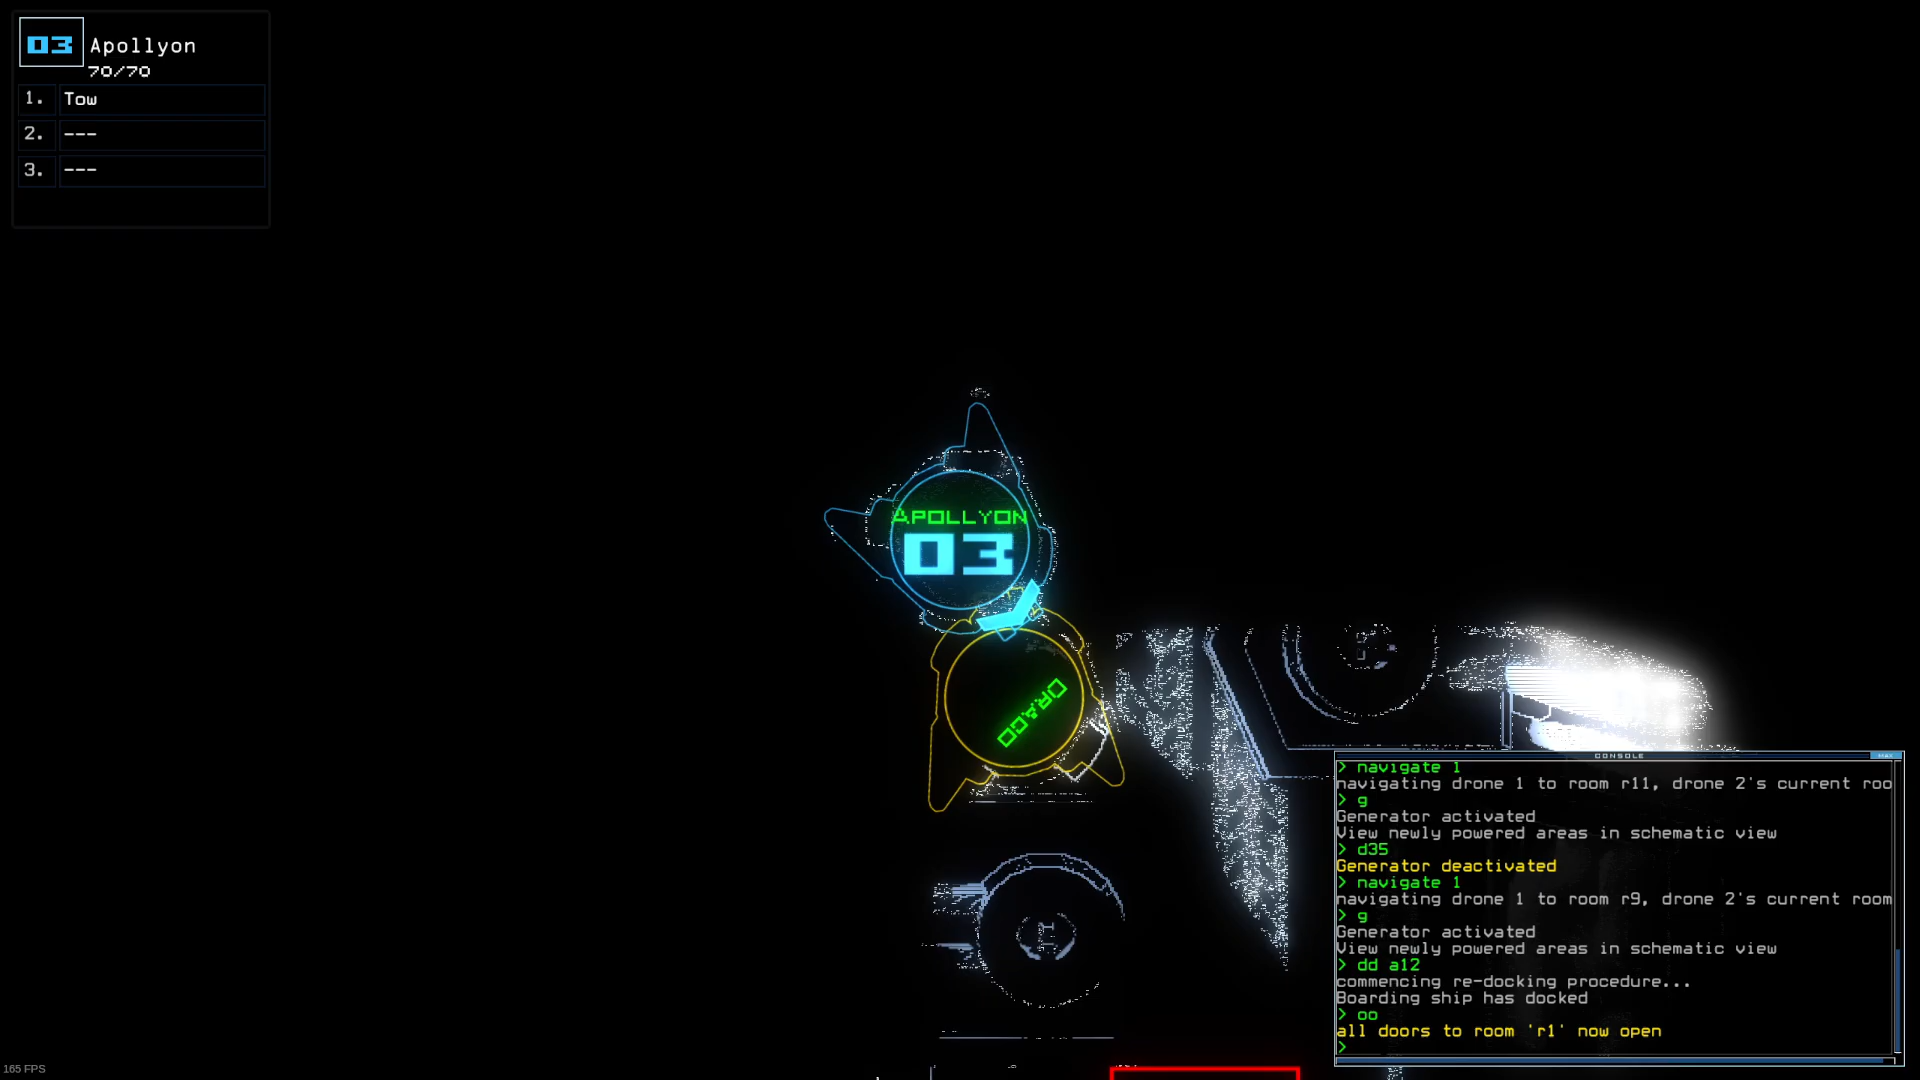 03 Apollyon
70/70
1. Tow
2. ---
3. ---
APOLLYON
03
DRACO
CONSOLE
> navigate 1
navigating drone 1 to room r11, drone 2's current roo
> g
Generator activated
View newly powered areas in schematic view
> d35
Generator deactivated
> navigate 1
navigating drone 1 to room r9, drone 2's current room
> g
Generator activated
View newly powered areas in schematic view
> dd a12
commencing re-docking procedure...
Boarding ship has docked
> oo
all doors to room 'r1' now open
>
165 FPS